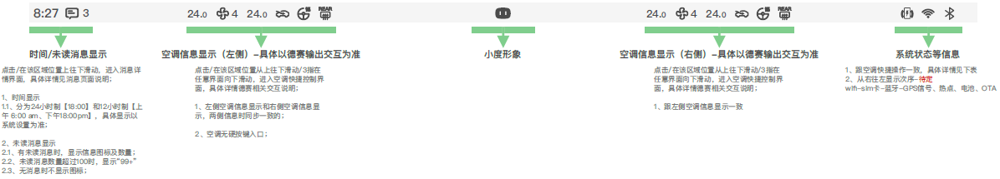 8:27 3
24.0 4 24.0 REAR
24.0 4 24.0 REAR
时间/未读消息显示
点击/在该区域位置上往下滑动，进入消息详
情界面，具体详情见消息页面说明；
1、时间显示
1.1、分为24小时制【18:00】和12小时制【上
午 6:00 am、下午18:00pm】，具体显示以
系统设置为准；
2、未读消息显示
2.1、有未读消息时，显示信息图标及数量；
2.2、未读消息数量超过100时，显示“99+”
2.3、无消息时不显示图标；
空调信息显示（左侧）-具体以德赛输出交互为准
点击/在该区域位置从上往下滑动/3指在
任意界面向下滑动，进入空调快捷控制界
面，具体详情德赛相关交互说明；
1、左侧空调信息显示和右侧空调信息显
示，两侧信息时同步一致的；
2、空调无硬按键入口；
小度形象
空调信息显示（右侧）-具体以德赛输出交互为准
点击/在该区域位置从上往下滑动/3指在
任意界面向下滑动，进入空调快捷控制界
面，具体详情德赛相关交互说明；
1、跟左侧空调信息显示一致
系统状态等信息
1、跟空调快捷操作一致，具体详情见下表
2、从右往左显示次序-待定
wifi-sim卡-蓝牙-GPS信号、热点、电池、OTA